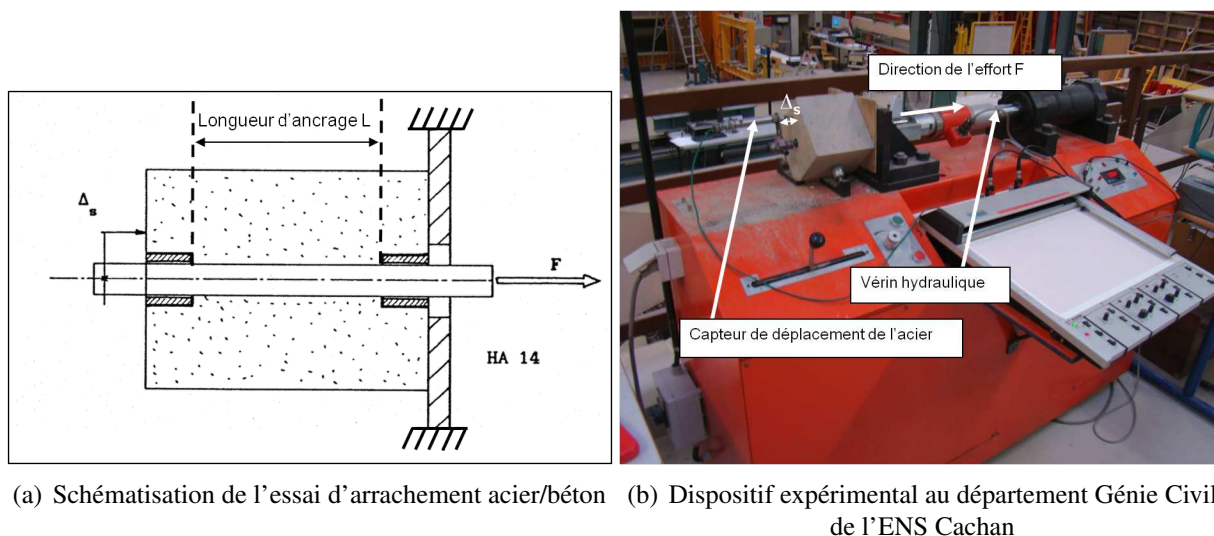 Longueur d'ancrage L
Δs
F
HA 14
Direction de l'effort F
Δs
Vérin hydraulique
Capteur de déplacement de l'acier
(a) Schématisation de l'essai d'arrachement acier/béton
(b) Dispositif expérimental au département Génie Civil
de l'ENS Cachan